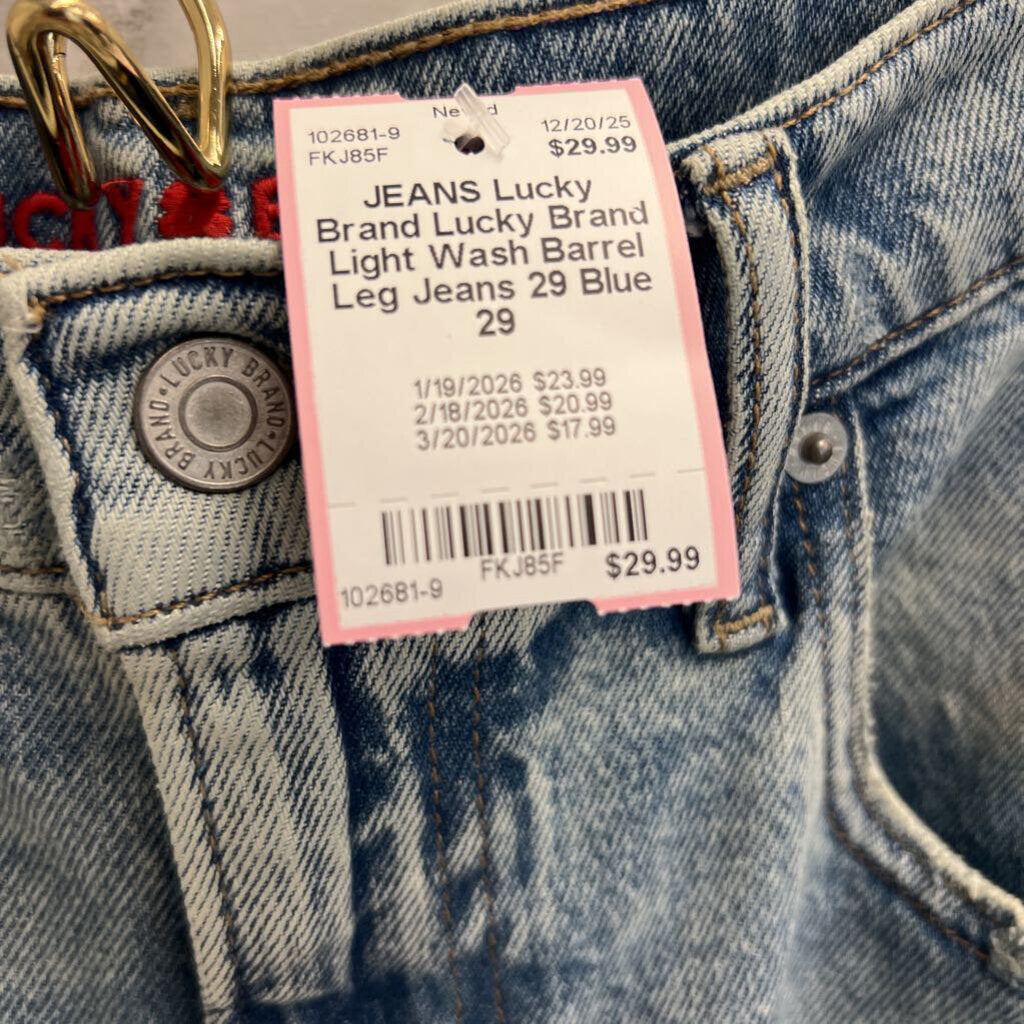 102681-9
12/20/25
FKJ85F
$29.99
JEANS Lucky
Brand Lucky Brand
Light Wash Barrel
Leg Jeans 29 Blue
29
1/19/2026 $23.99
2/18/2026 $20.99
3/20/2026 $17.99
FKJ85F
$29.99
102681-9
LUCKY BRAND • LUCKY BRAND •